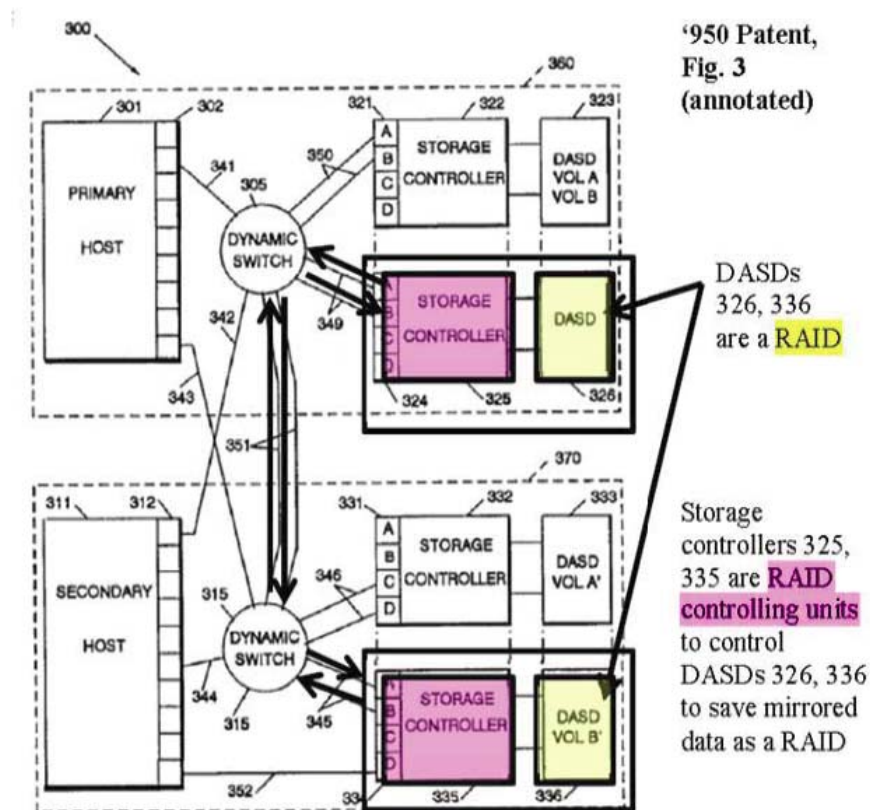 '950 Patent,
Fig. 3
(annotated)
300
360
301
302
321
322
323
341
350
305
PRIMARY
HOST
DYNAMIC
SWITCH
A
B
C
D
STORAGE
CONTROLLER
DASD
VOL A
VOL B
349
A
B
C
D
STORAGE
CONTROLLER
DASD
324
325
326
DASDs
326, 336
are a RAID
342
343
351
370
311
312
331
332
333
SECONDARY
HOST
315
DYNAMIC
SWITCH
315
346
A
B
C
D
STORAGE
CONTROLLER
DASD
VOL A'
344
345
A
B
C
D
STORAGE
CONTROLLER
DASD
VOL B'
352
335
336
Storage
controllers 325,
335 are RAID
controlling units
to control
DASDs 326, 336
to save mirrored
data as a RAID